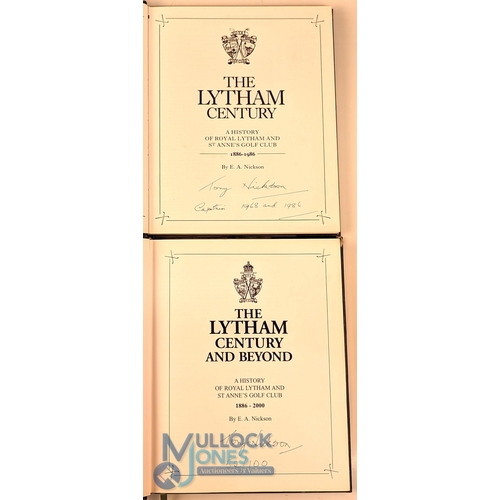 THE
LYTHAM
CENTURY
A HISTORY
OF ROYAL LYTHAM AND
ST ANNE'S GOLF CLUB
1886-1986
By E. A. Nickson
Tony Nickson
Captain 1968 and 1986
THE
LYTHAM
CENTURY
AND BEYOND
A HISTORY
OF ROYAL LYTHAM AND
ST ANNE'S GOLF CLUB
1886 - 2000
By E. A. Nickson
Nickson
MULLOCK
JONES
Auctioneers & Valuers